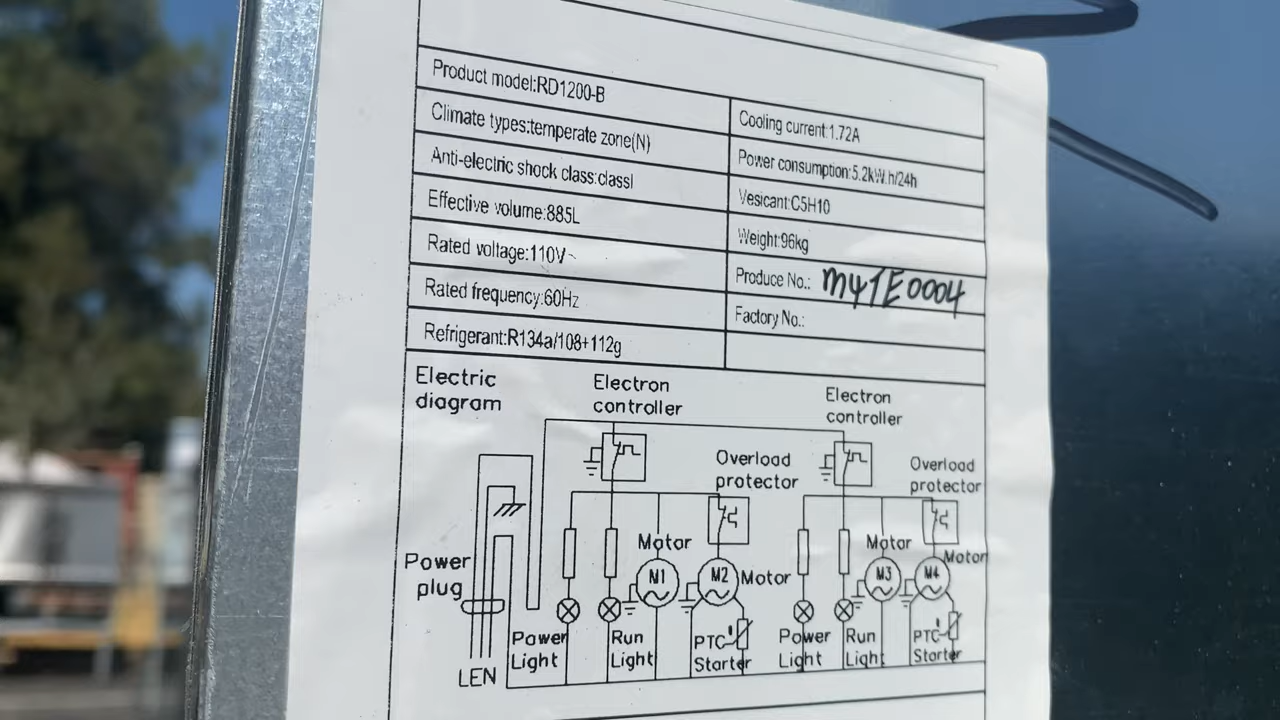 Product model:RD1200-B
Climate types:temperate zone(N)
Anti-electric shock class:classI
Effective volume:885L
Rated voltage:110V~
Rated frequency:60Hz
Refrigerant:R134a/108+112g
Cooling current:1.72A
Power consumption:5.2kW.h/24h
Vesicant:C5H10
Weight:96kg
Produce No.: MYTE0004
Factory No.:
Electric
diagram
Electron
controller
Electron
controller
Overload
protector
Overload
protector
Power
plug
Motor
M1
M2
Motor
Motor
M3
M4
Motor
Power
Light
Run
Light
PTC
Starter
Power
Light
Run
Light
PTC
Starter
LEN